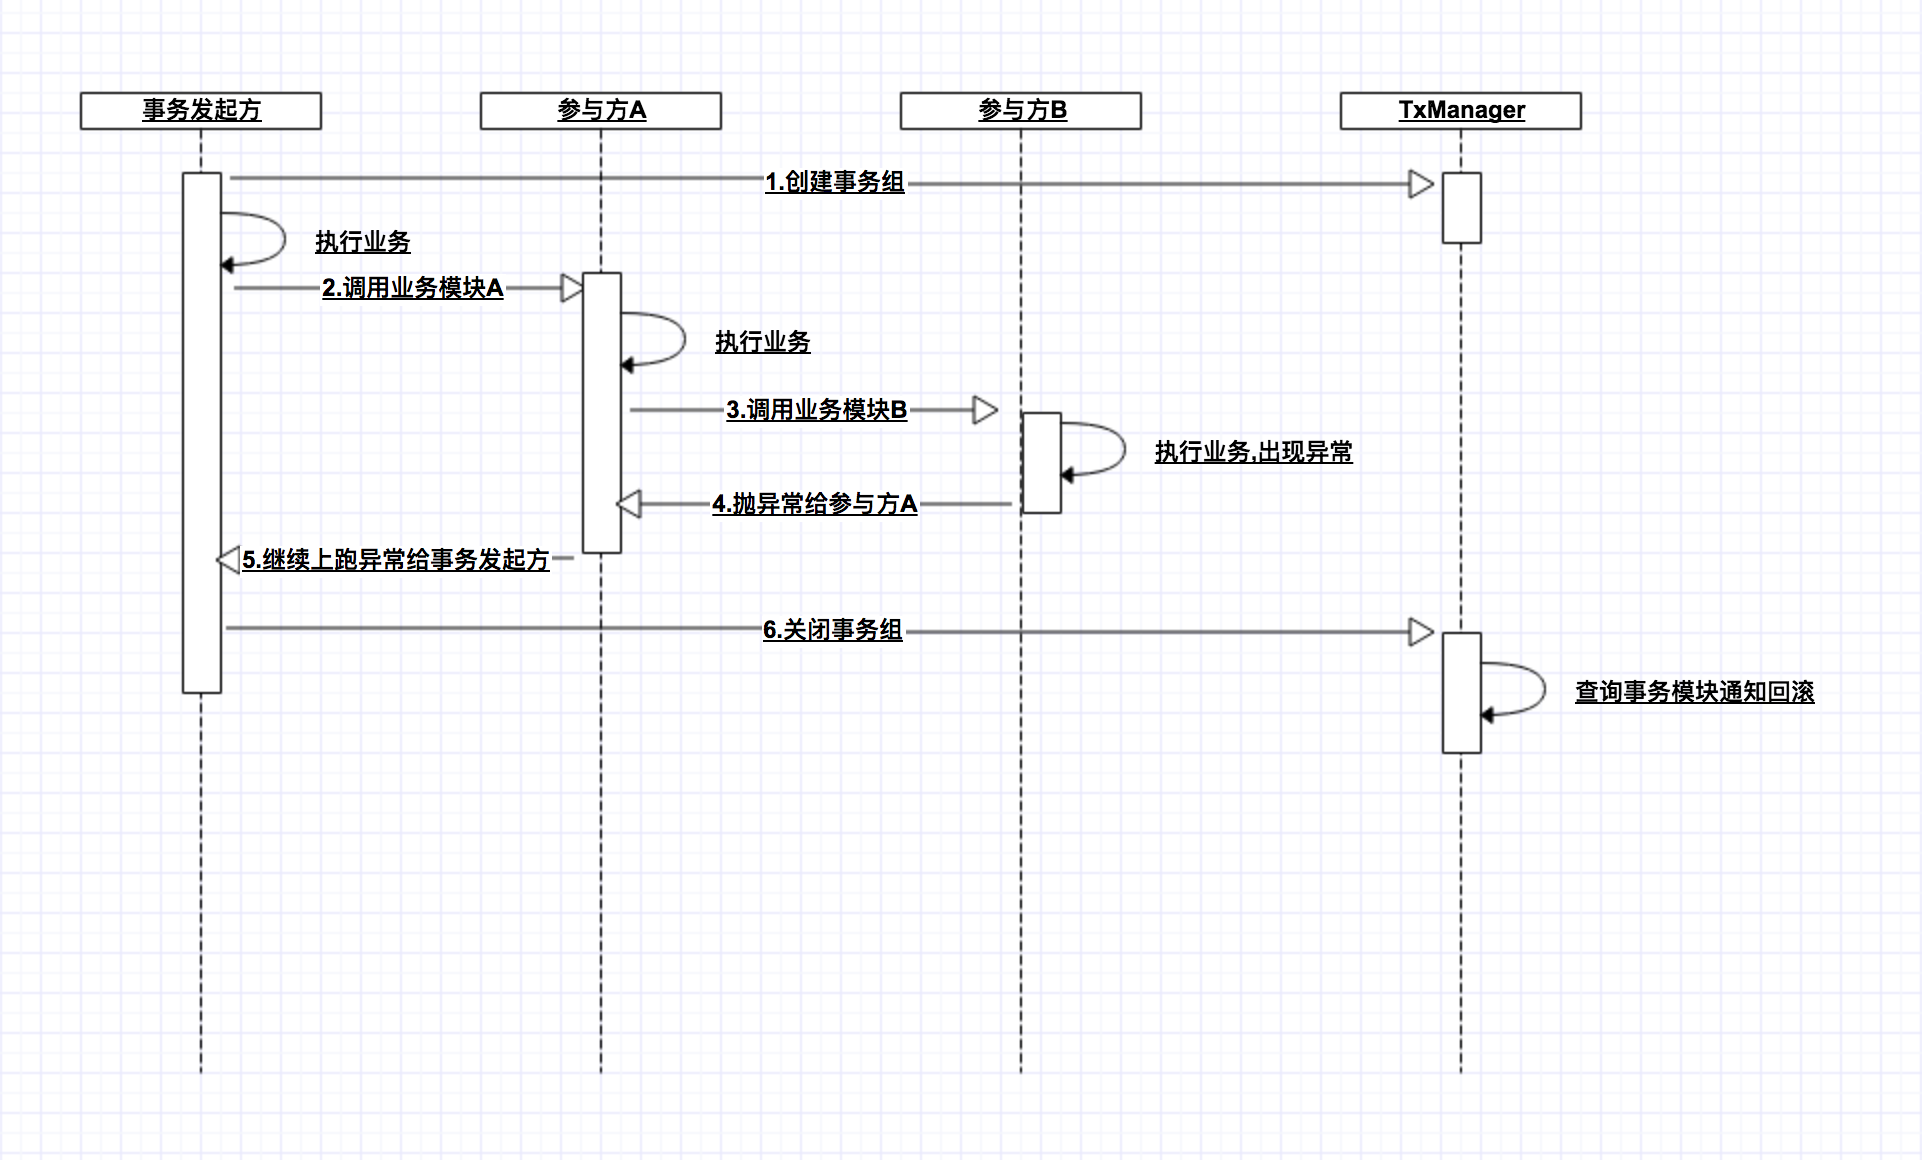 事务发起方
参与方A
参与方B
TxManager
1.创建事务组
执行业务
2.调用业务模块A
执行业务
3.调用业务模块B
执行业务,出现异常
4.抛异常给参与方A
5.继续上跑异常给事务发起方
6.关闭事务组
查询事务模块通知回滚